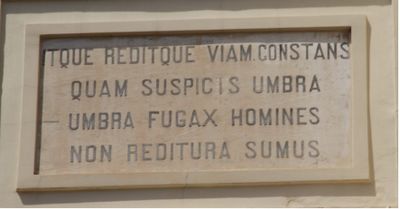 ITQUE REDITQUE VIAM.CONSTANS
QUAM SUSPICIS UMBRA
UMBRA FUGAX HOMINES
NON REDITURA SUMUS